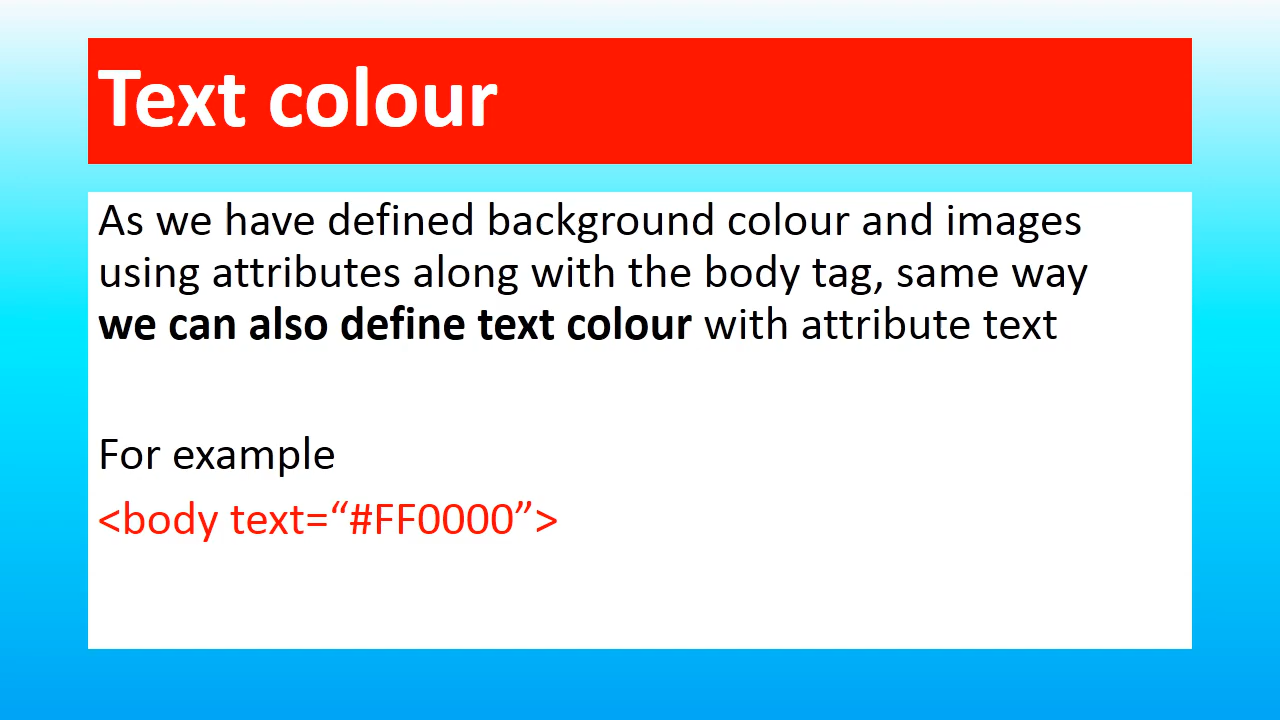 Text colour
As we have defined background colour and images
using attributes along with the body tag, same way
we can also define text colour with attribute text
For example
<body text=“#FF0000”>